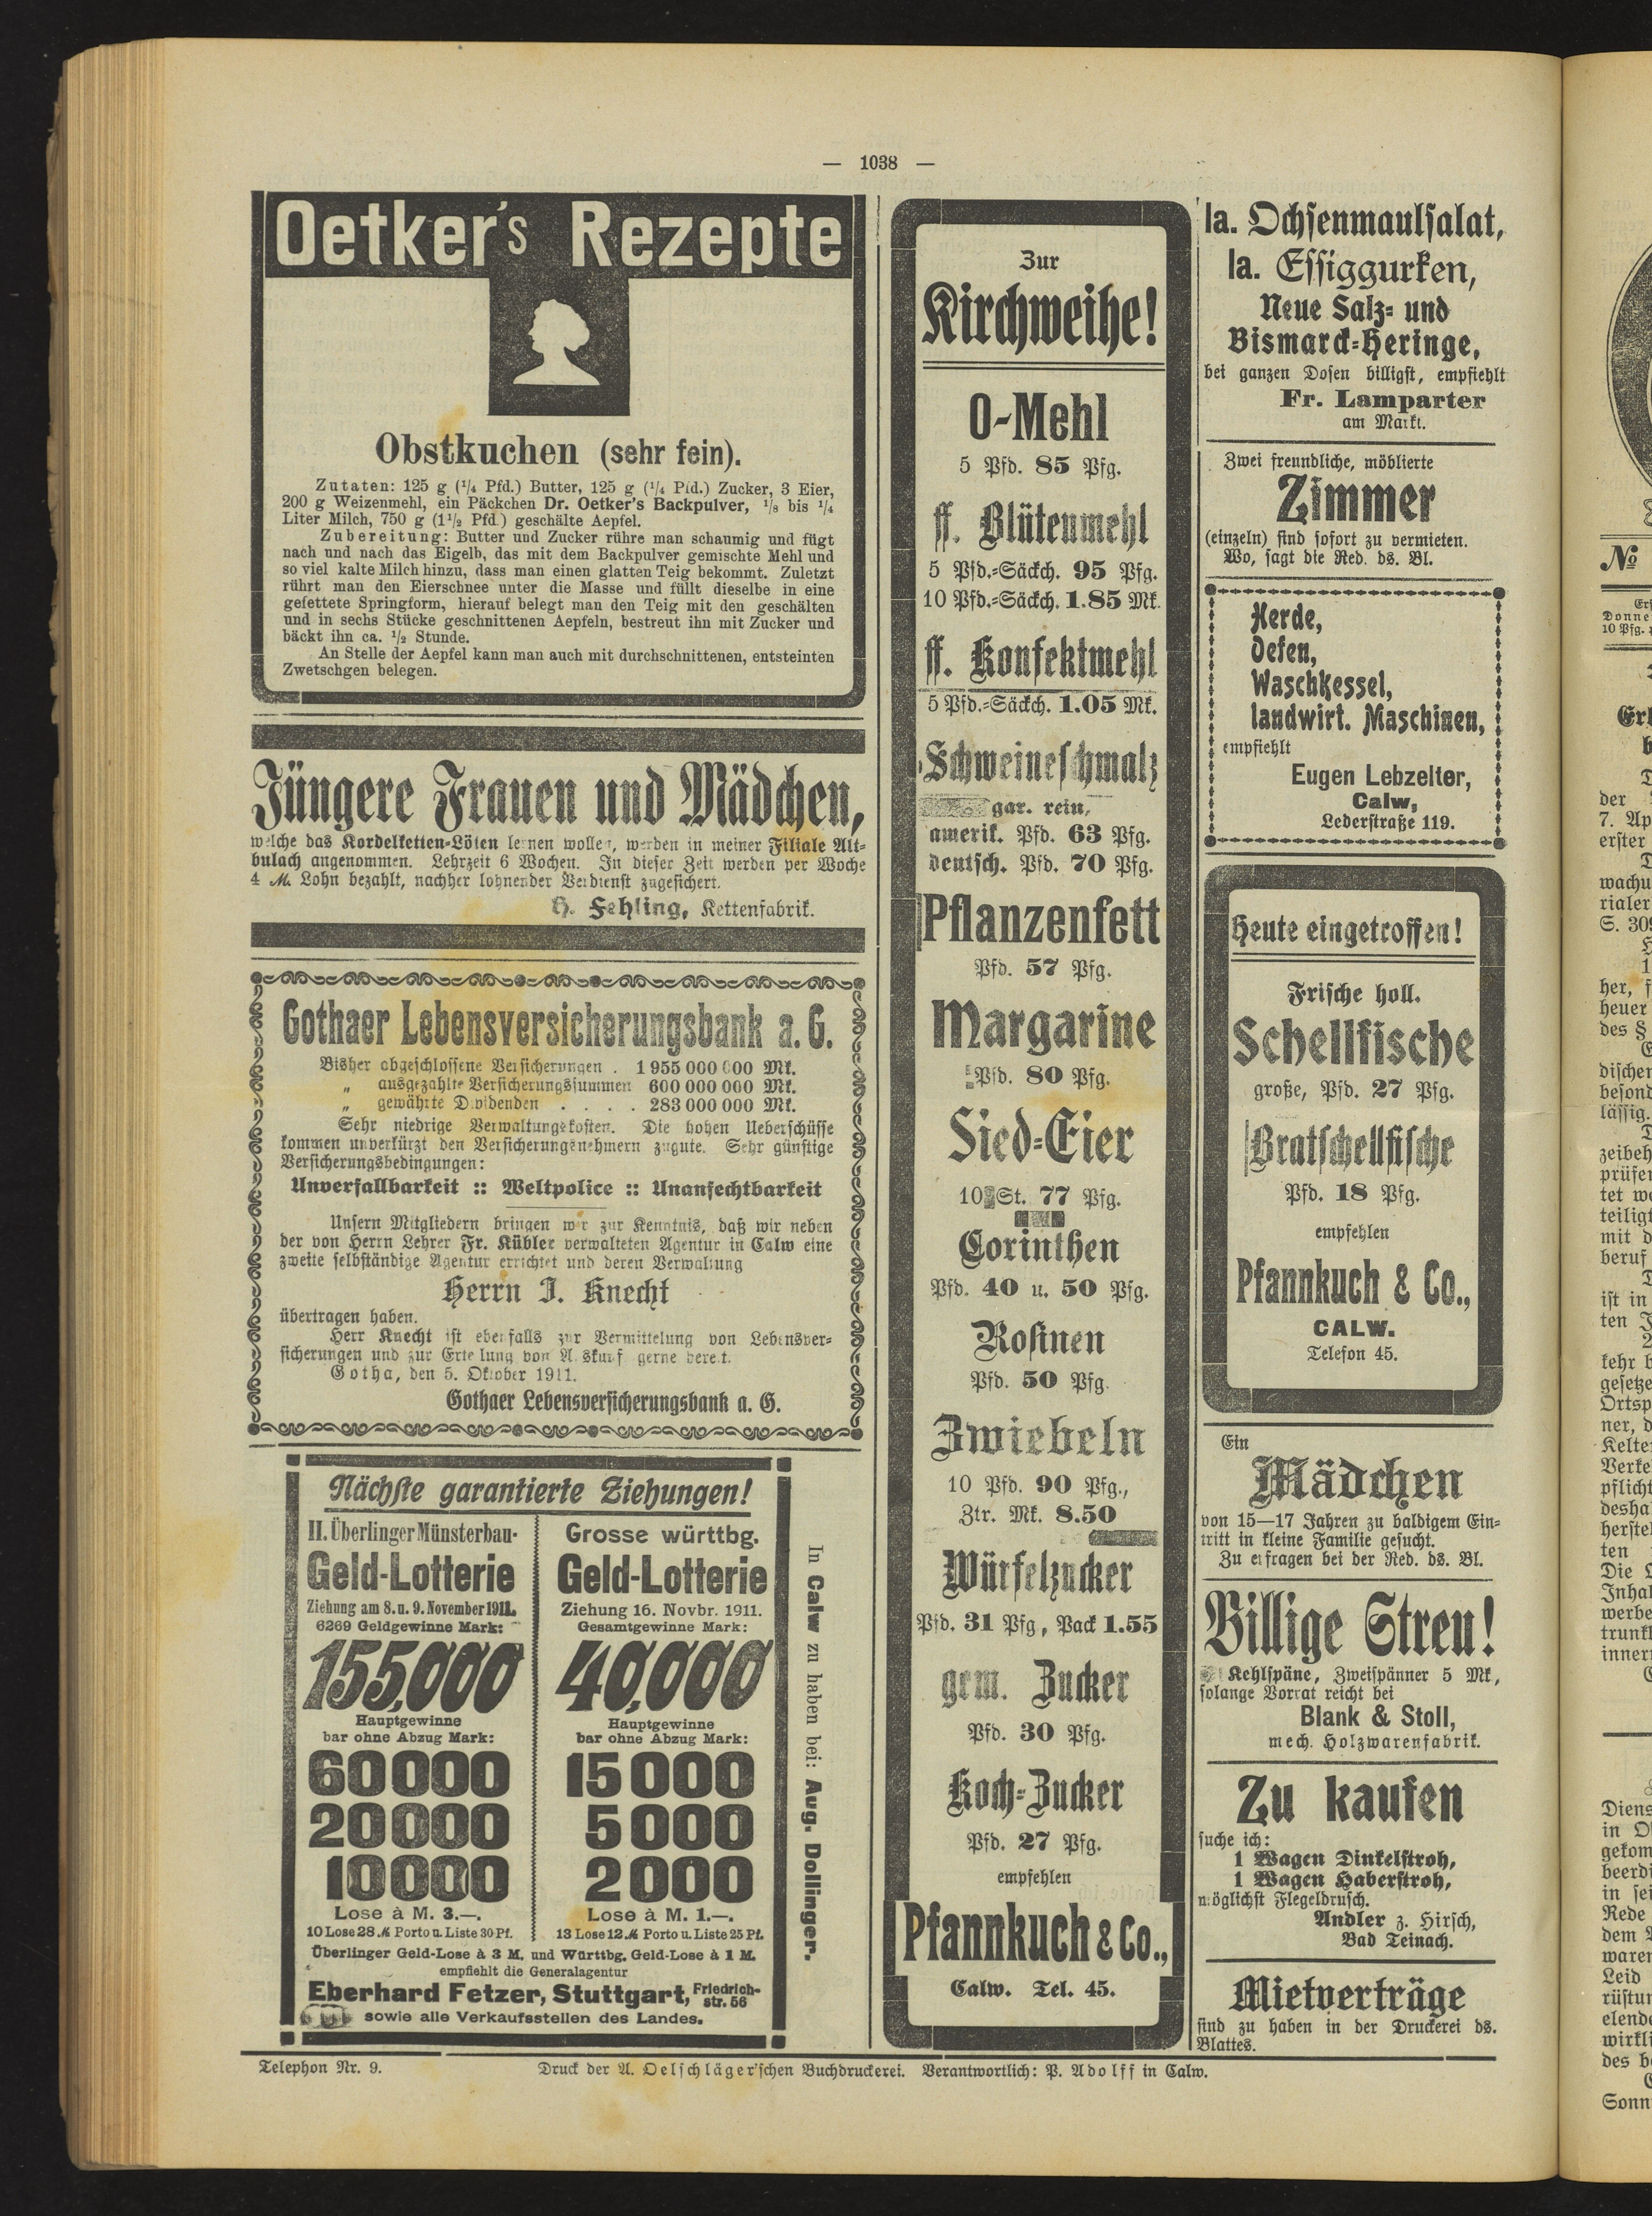 — 1038 —
Oetker's Rezepte
Obstkuchen (sehr fein).
Zutaten: 125 g (¹/₄ Pfd.) Butter, 125 g (¹/₄ Pfd.) Zucker, 3 Eier,
200 g Weizenmehl, ein Päckchen Dr. Oetker's Backpulver, ¹/₈ bis ¹/₄
Liter Milch, 750 g (1¹/₂ Pfd.) geschälte Aepfel.
Zubereitung: Butter und Zucker rühre man schaumig und fügt
nach und nach das Eigelb, das mit dem Backpulver gemischte Mehl und
so viel kalte Milch hinzu, dass man einen glatten Teig bekommt. Zuletzt
rührt man den Eierschnee unter die Masse und füllt dieselbe in eine
gefettete Springform, hierauf belegt man den Teig mit den geschälten
und in sechs Stücke geschnittenen Aepfeln, bestreut ihn mit Zucker und
bäckt ihn ca. ¹/₂ Stunde.
An Stelle der Aepfel kann man auch mit durchschnittenen, entsteinten
Zwetschgen belegen.
Jüngere Frauen und Mädchen,
welche das Kordelketten-Löten lernen wollen, werden in meiner Filiale Alt-
bulach angenommen. Lehrzeit 6 Wochen. In dieser Zeit werden per Woche
4 M. Lohn bezahlt, nachher lohnender Verdienst zugesichert.
H. Fehling, Kettenfabrik.
Gothaer Lebensversicherungsbank a. G.
Bisher abgeschlossene Versicherungen . 1 955 000 000 Mk.
„ ausgezahlte Versicherungssummen 600 000 000 Mk.
„ gewährte Dividenden . . . . 283 000 000 Mk.
Sehr niedrige Verwaltungskosten. Die hohen Ueberschüsse
kommen unverkürzt den Versicherungsnehmern zugute. Sehr günstige
Versicherungsbedingungen:
Unverfallbarkeit :: Weltpolice :: Unanfechtbarkeit
Unsern Mitgliedern bringen wir zur Kenntnis, daß wir neben
der von Herrn Lehrer Fr. Kübler verwalteten Agentur in Calw eine
zweite selbständige Agentur errichtet und deren Verwaltung
Herrn J. Knecht
übertragen haben.
Herr Knecht ist ebenfalls zur Vermittelung von Lebensver-
sicherungen und zur Erteilung von Auskunft gerne bereit.
Gotha, den 5. Oktober 1911.
Gothaer Lebensversicherungsbank a. G.
Nächste garantierte Ziehungen!
II. Überlinger Münsterbau-
Geld-Lotterie
Ziehung am 8. u. 9. November 1911.
6269 Geldgewinne Mark:
155,000
Hauptgewinne
bar ohne Abzug Mark:
60000
20000
10000
Lose à M. 3.—.
10 Lose 28 M Porto u. Liste 30 Pf.
Grosse württbg.
Geld-Lotterie
Ziehung 16. Novbr. 1911.
Gesamtgewinne Mark:
40,000
Hauptgewinne
bar ohne Abzug Mark:
15000
5000
2000
Lose à M. 1.—.
13 Lose 12 M Porto u. Liste 25 Pf.
Überlinger Geld-Lose à 3 M. und Württbg. Geld-Lose à 1 M.
empfiehlt die Generalagentur
Eberhard Fetzer, Stuttgart, Friedrich-
str. 56
sowie alle Verkaufsstellen des Landes.
In Calw zu haben bei: Aug. Dollinger.
Zur
Kirchweihe!
0-Mehl
5 Pfd. 85 Pfg.
ff. Blütenmehl
5 Pfd.-Säckch. 95 Pfg.
10 Pfd.-Säckch. 1.85 Mk.
ff. Konfektmehl
5 Pfd.-Säckch. 1.05 Mk.
Schweineschmalz
gar. rein,
amerik. Pfd. 63 Pfg.
deutsch. Pfd. 70 Pfg.
Pflanzenfett
Pfd. 57 Pfg.
Margarine
Pfd. 80 Pfg.
Sied-Eier
10 St. 77 Pfg.
Corinthen
Pfd. 40 u. 50 Pfg.
Rosinen
Pfd. 50 Pfg.
Zwiebeln
10 Pfd. 90 Pfg.,
Ztr. Mk. 8.50
Würfelzucker
Pfd. 31 Pfg, Pack 1.55
gem. Zucker
Pfd. 30 Pfg.
Koch-Zucker
Pfd. 27 Pfg.
empfehlen
Pfannkuch & Co.,
Calw. Tel. 45.
Ia. Ochsenmaulsalat,
Ia. Essiggurken,
Neue Salz- und
Bismarck-Heringe,
bei ganzen Dosen billigst, empfiehlt
Fr. Lamparter
am Markt.
Zwei freundliche, möblierte
Zimmer
(einzeln) sind sofort zu vermieten.
Wo, sagt die Red. ds. Bl.
Herde,
Oefen,
Waschkessel,
landwirt. Maschinen,
empfiehlt
Eugen Lebzelter,
Calw,
Lederstraße 119.
Heute eingetroffen!
Frische holl.
Schellfische
große, Pfd. 27 Pfg.
Bratschellfische
Pfd. 18 Pfg.
empfehlen
Pfannkuch & Co.,
CALW.
Telefon 45.
Ein
Mädchen
von 15—17 Jahren zu baldigem Ein-
tritt in kleine Familie gesucht.
Zu erfragen bei der Red. ds. Bl.
Billige Streu!
Kehlspäne, Zweispänner 5 Mk,
solange Vorrat reicht bei
Blank & Stoll,
mech. Holzwarenfabrik.
Zu kaufen
suche ich:
1 Wagen Dinkelstroh,
1 Wagen Haberstroh,
möglichst Flegeldrusch.
Andler z. Hirsch,
Bad Teinach.
Mietverträge
sind zu haben in der Druckerei ds.
Blattes.
Telephon Nr. 9.
Druck der A. Oelschläger'schen Buchdruckerei. Verantwortlich: P. Adolff in Calw.